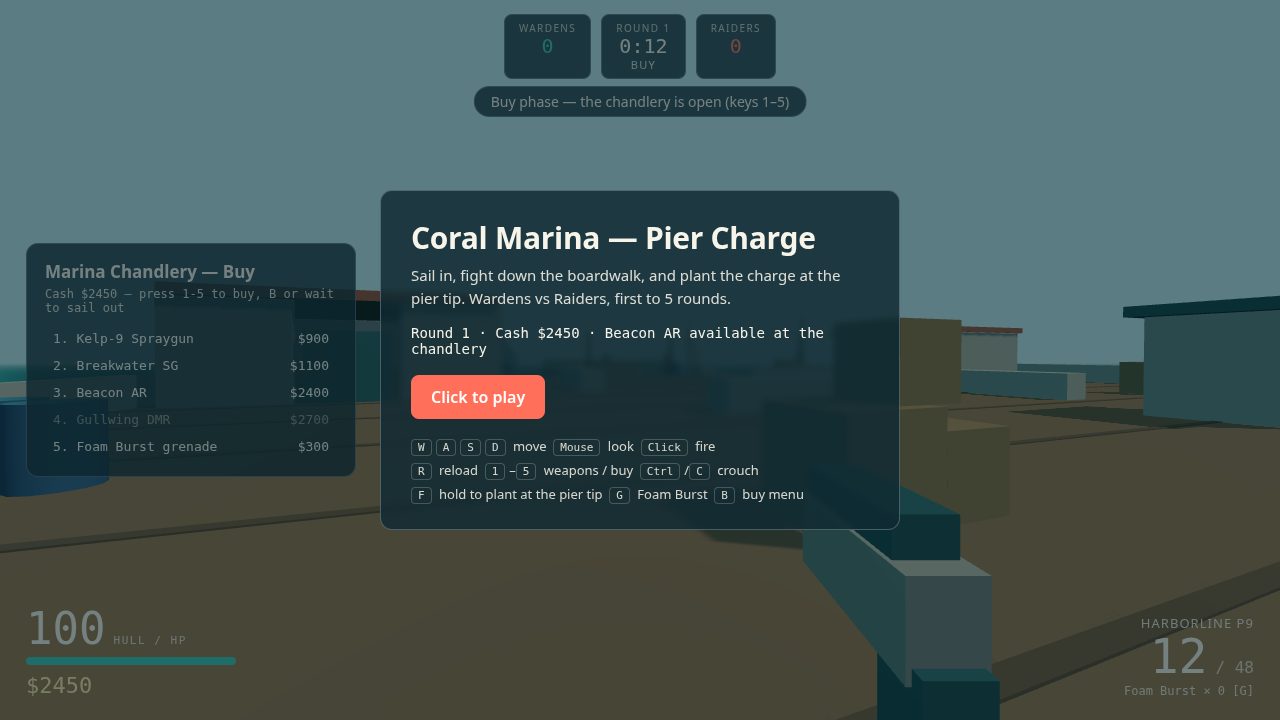 WARDENS
0
ROUND 1
0:12
BUY
RAIDERS
0
Buy phase — the chandlery is open (keys 1–5)
Marina Chandlery — Buy
Cash $2450 — press 1-5 to buy, B or wait
to sail out
1. Kelp-9 Spraygun $900
2. Breakwater SG $1100
3. Beacon AR $2400
4. Gullwing DMR $2700
5. Foam Burst grenade $300
Coral Marina — Pier Charge
Sail in, fight down the boardwalk, and plant the charge at the
pier tip. Wardens vs Raiders, first to 5 rounds.
Round 1 · Cash $2450 · Beacon AR available at the
chandlery
Click to play
W A S D move Mouse look Click fire
R reload 1 – 5 weapons / buy Ctrl / C crouch
F hold to plant at the pier tip G Foam Burst B buy menu
100 HULL / HP
$2450
HARBORLINE P9
12 / 48
Foam Burst × 0 [G]